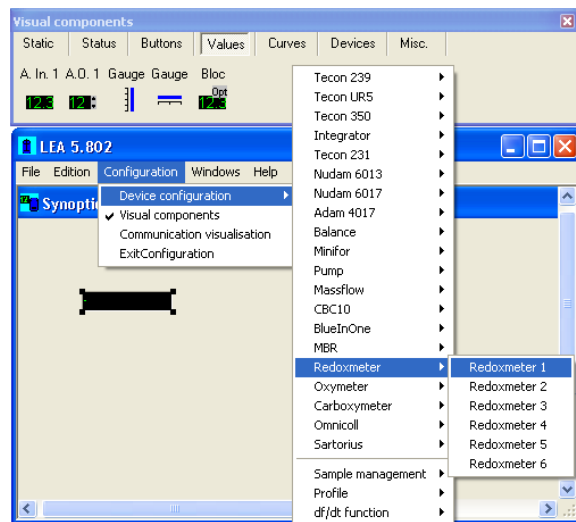 Visual components
Static Status Buttons Values Curves Devices Misc.
A. In. 1 A.O. 1 Gauge Gauge Bloc
12.3 12. Opt 12.3
LEA 5.802
File Edition Configuration Windows Help
Synopti
Device configuration
Visual components
Communication visualisation
ExitConfiguration
Tecon 239
Tecon UR5
Tecon 350
Integrator
Tecon 231
Nudam 6013
Nudam 6017
Adam 4017
Balance
Minifor
Pump
Massflow
CBC10
BlueInOne
MBR
Redoxmeter
Oxymeter
Carboxymeter
Omnicoll
Sartorius
Sample management
Profile
df/dt function
Redoxmeter 1
Redoxmeter 2
Redoxmeter 3
Redoxmeter 4
Redoxmeter 5
Redoxmeter 6